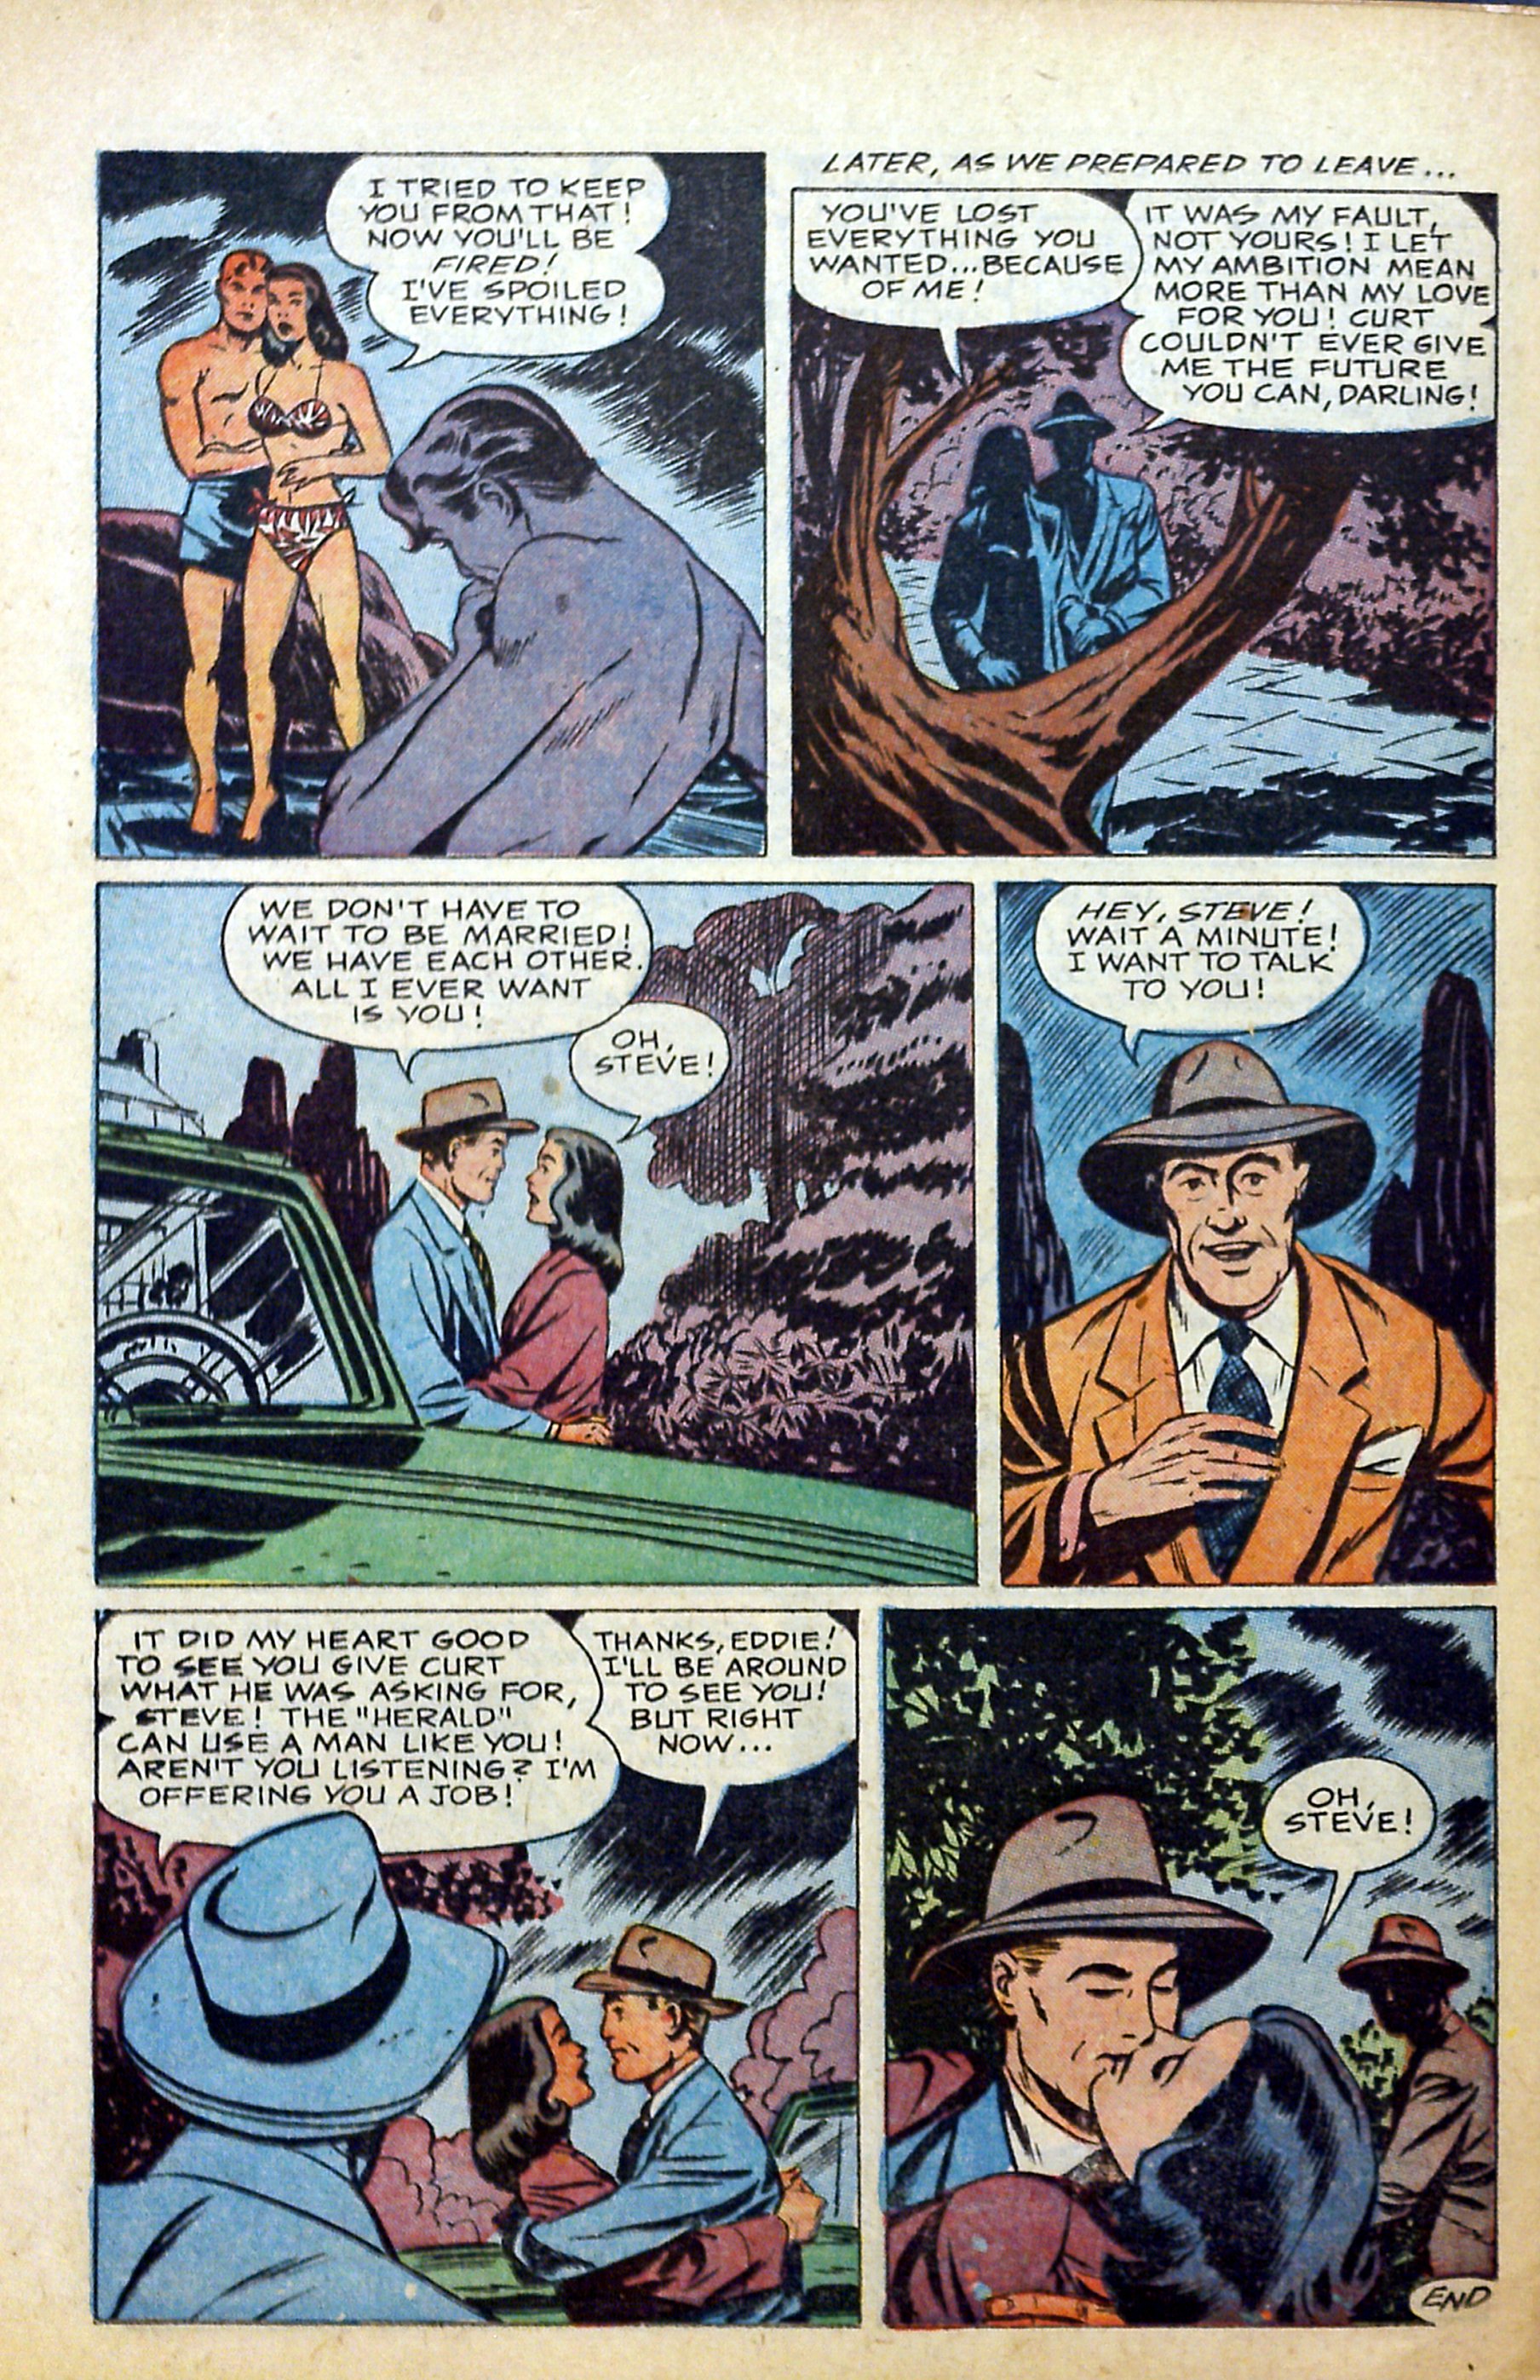 I TRIED TO KEEP
YOU FROM THAT!
NOW YOU'LL BE
FIRED!
I'VE SPOILED
EVERYTHING!
LATER, AS WE PREPARED TO LEAVE...
YOU'VE LOST
EVERYTHING YOU
WANTED...BECAUSE
OF ME!
IT WAS MY FAULT,
NOT YOURS! I LET
MY AMBITION MEAN
MORE THAN MY LOVE
FOR YOU! CURT
COULDN'T EVER GIVE
ME THE FUTURE
YOU CAN, DARLING!
WE DON'T HAVE TO
WAIT TO BE MARRIED!
WE HAVE EACH OTHER.
ALL I EVER WANT
IS YOU!
OH,
STEVE!
HEY, STEVE!
WAIT A MINUTE!
I WANT TO TALK
TO YOU!
IT DID MY HEART GOOD
TO SEE YOU GIVE CURT
WHAT HE WAS ASKING FOR,
STEVE! THE "HERALD"
CAN USE A MAN LIKE YOU!
AREN'T YOU LISTENING? I'M
OFFERING YOU A JOB!
THANKS, EDDIE!
I'LL BE AROUND
TO SEE YOU!
BUT RIGHT
NOW...
OH,
STEVE!
END